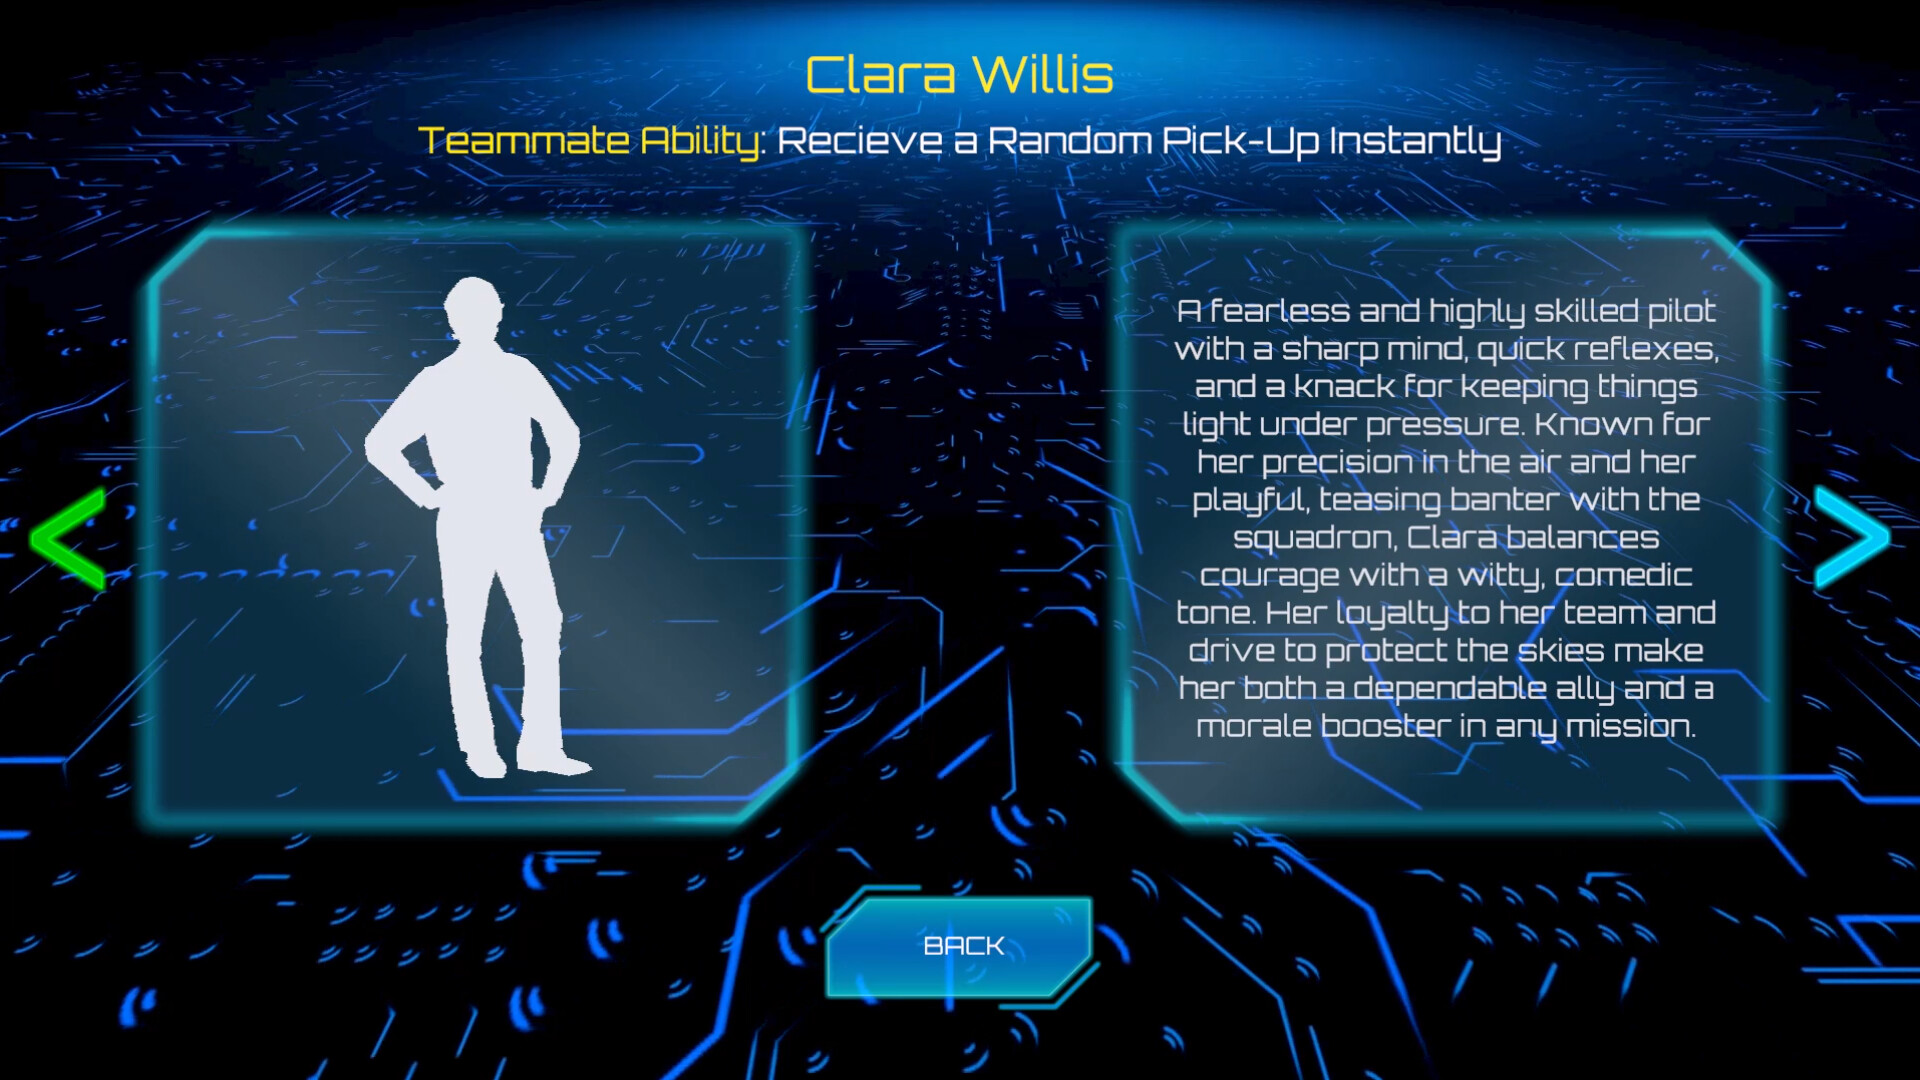 Clara Willis
Teammate Ability: Recieve a Random Pick-Up Instantly
A fearless and highly skilled pilot
with a sharp mind, quick reflexes,
and a knack for keeping things
light under pressure. Known for
her precision in the air and her
playful, teasing banter with the
squadron, Clara balances
courage with a witty, comedic
tone. Her loyalty to her team and
drive to protect the skies make
her both a dependable ally and a
morale booster in any mission.
BACK